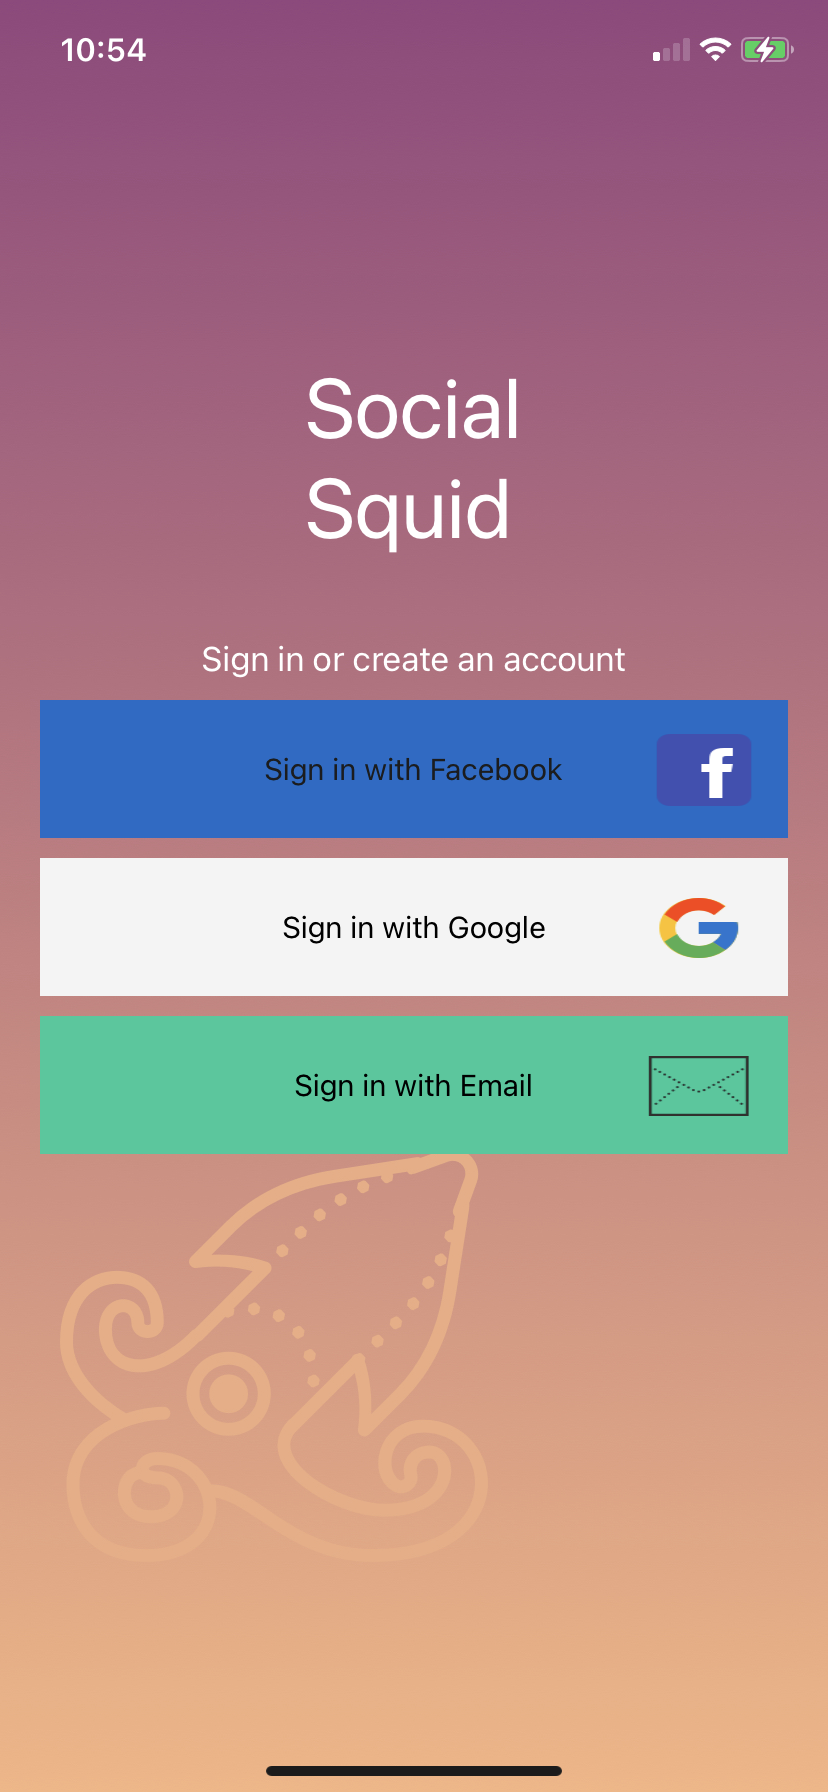 10:54
Social
Squid
Sign in or create an account
Sign in with Facebook
f
Sign in with Google
G
Sign in with Email